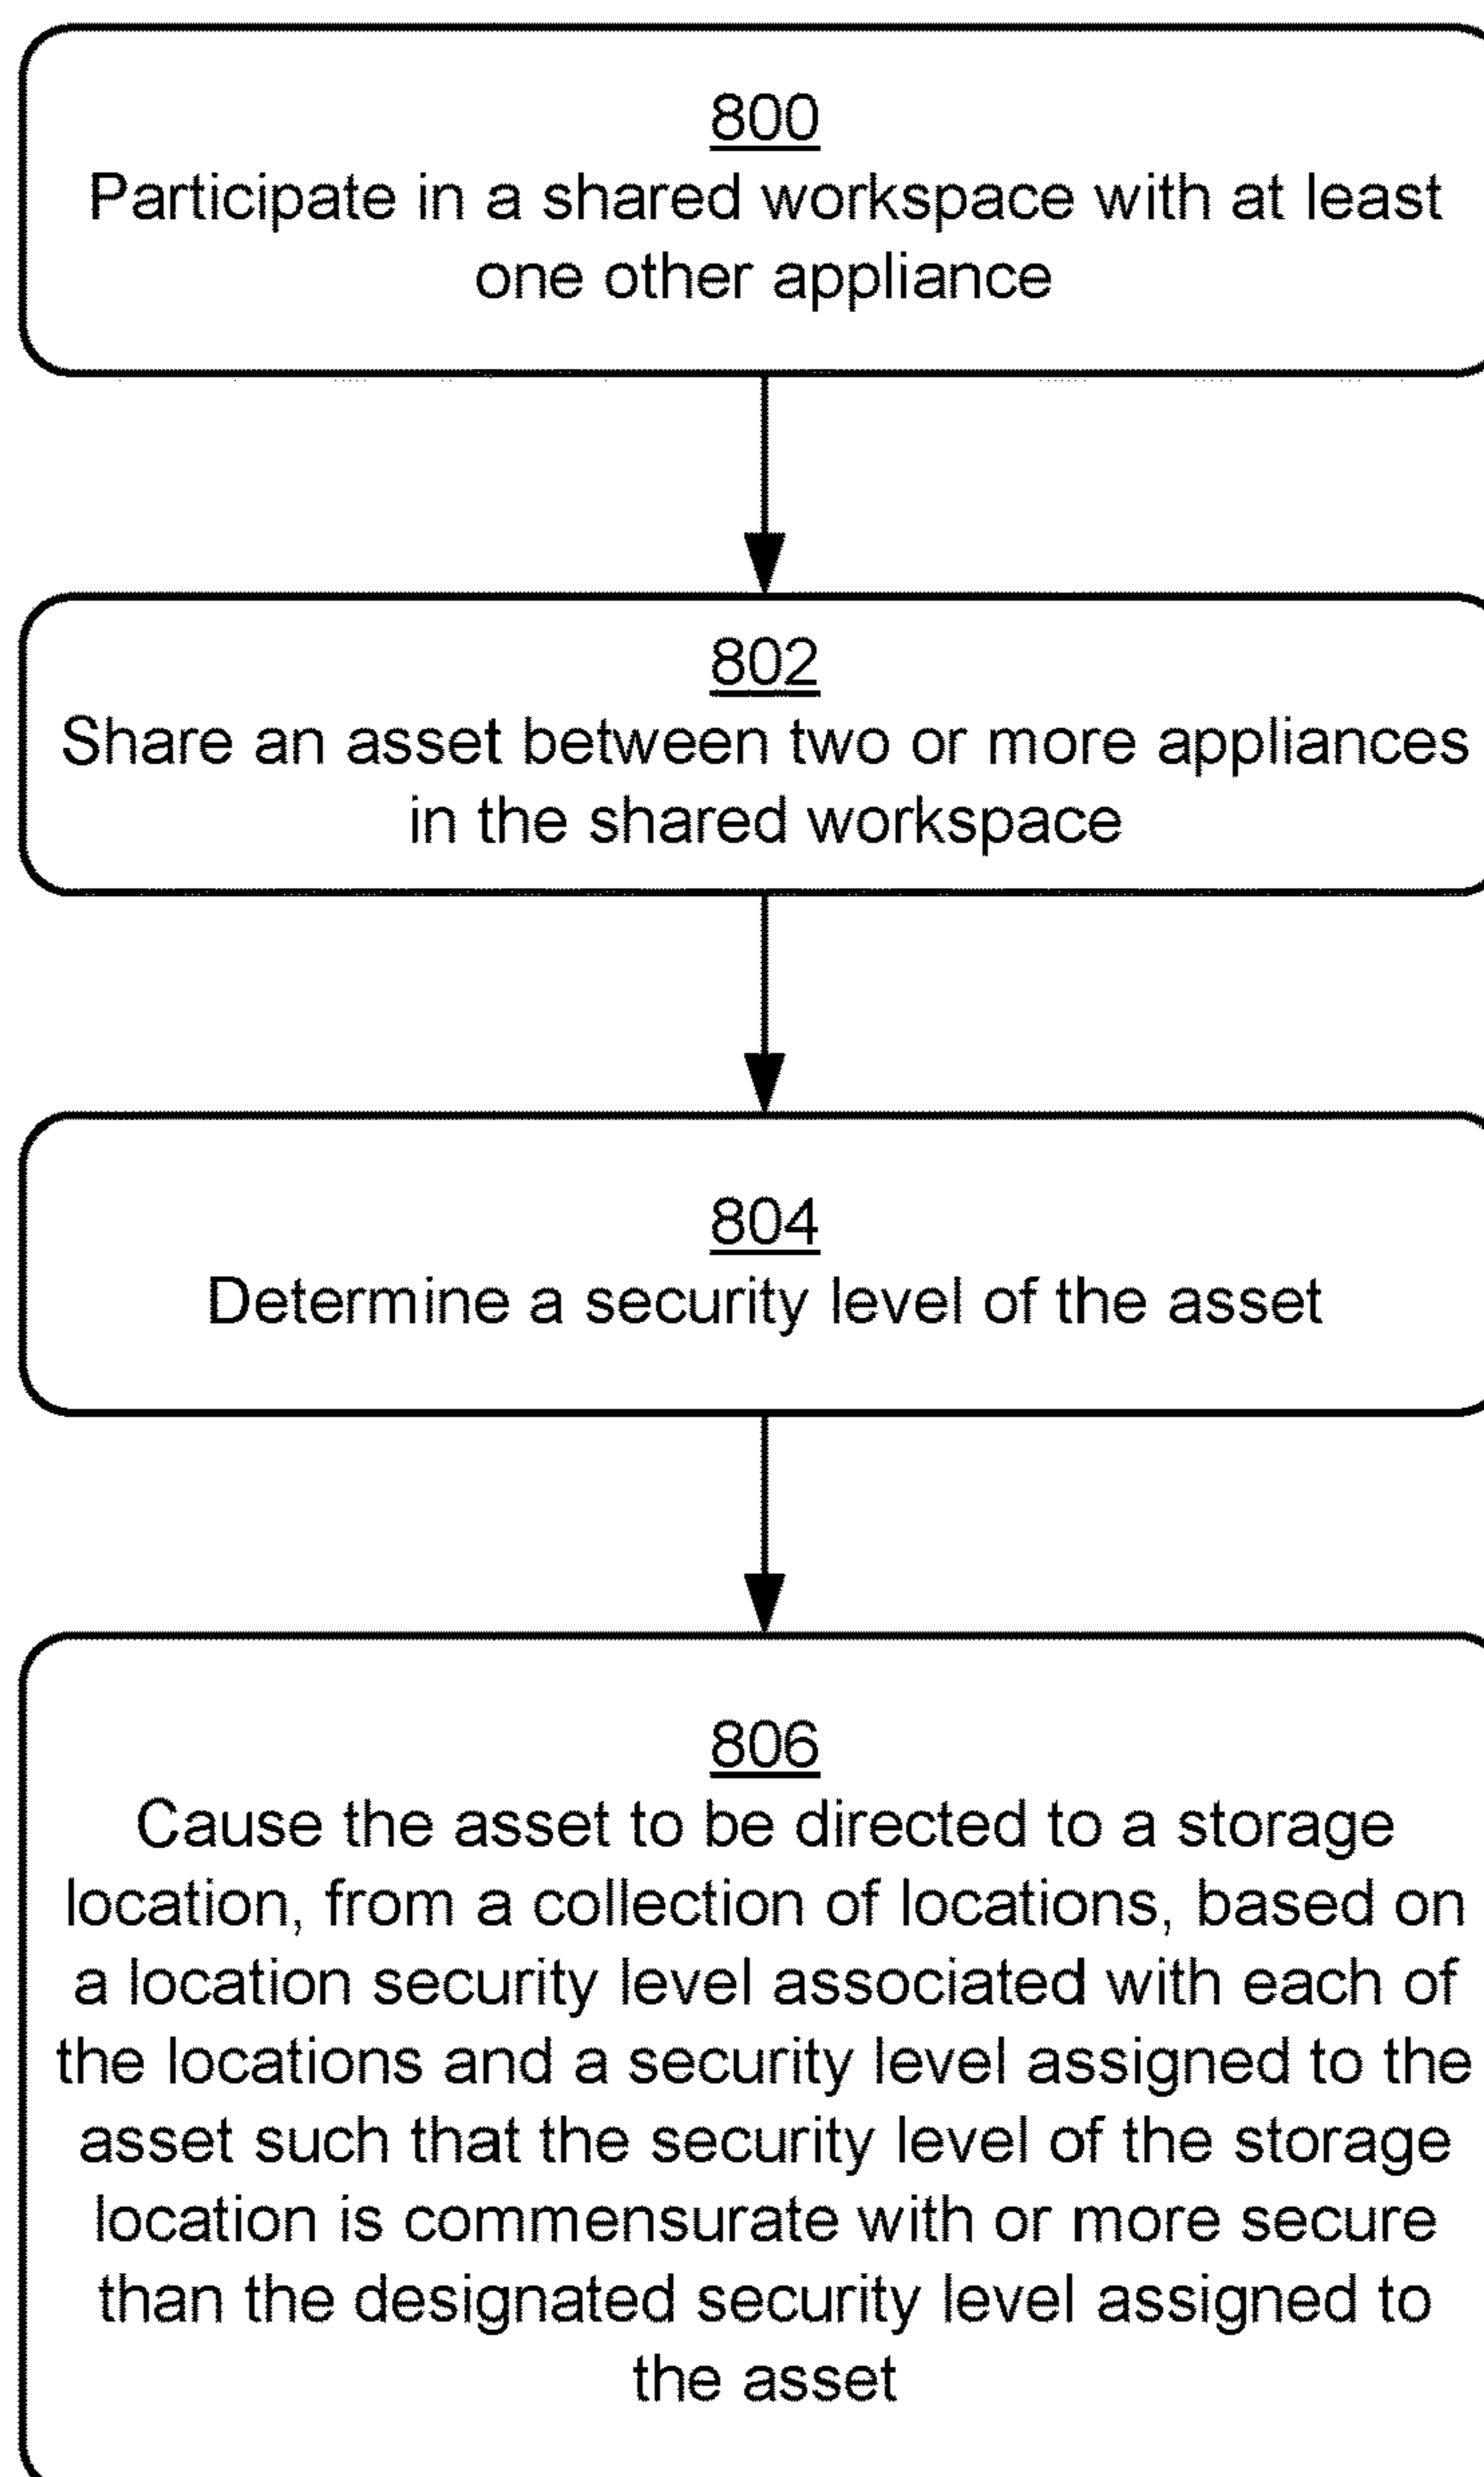 800
Participate in a shared workspace with at least
one other appliance
802
Share an asset between two or more appliances
in the shared workspace
804
Determine a security level of the asset
806
Cause the asset to be directed to a storage
location, from a collection of locations, based on
a location security level associated with each of
the locations and a security level assigned to the
asset such that the security level of the storage
location is commensurate with or more secure
than the designated security level assigned to
the asset